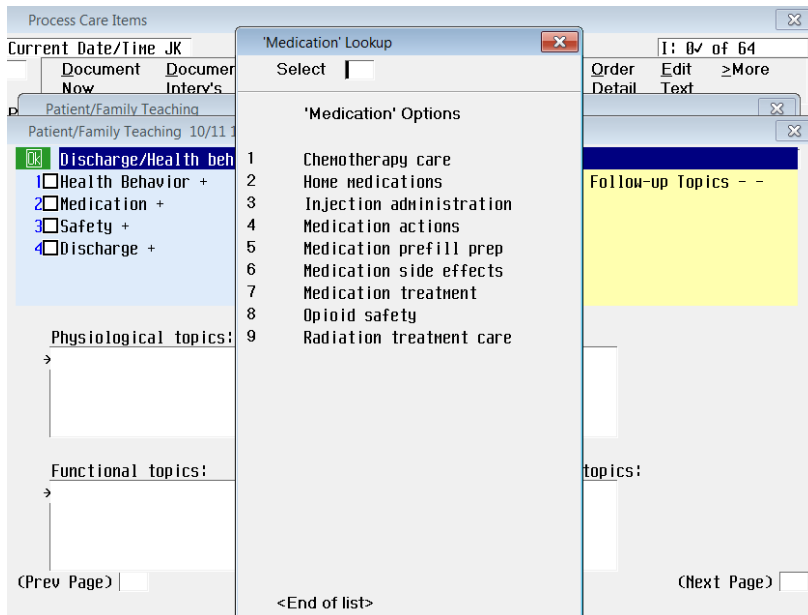 Process Care Items
Current Date/Time JK
I: 0✓ of 64
Document Now
Documen Interv's
Order Detail
Edit Text
>More
P
Patient/Family Teaching
Patient/Family Teaching 10/11 1
Ok Discharge/Health beh
1 Health Behavior +
2 Medication +
3 Safety +
4 Discharge +
Follow-up Topics - -
Physiological topics:
Functional topics:
topics:
(Prev Page)
(Next Page)
'Medication' Lookup
Select
'Medication' Options
1 Chemotherapy care
2 Home medications
3 Injection administration
4 Medication actions
5 Medication prefill prep
6 Medication side effects
7 Medication treatment
8 Opioid safety
9 Radiation treatment care
<End of list>